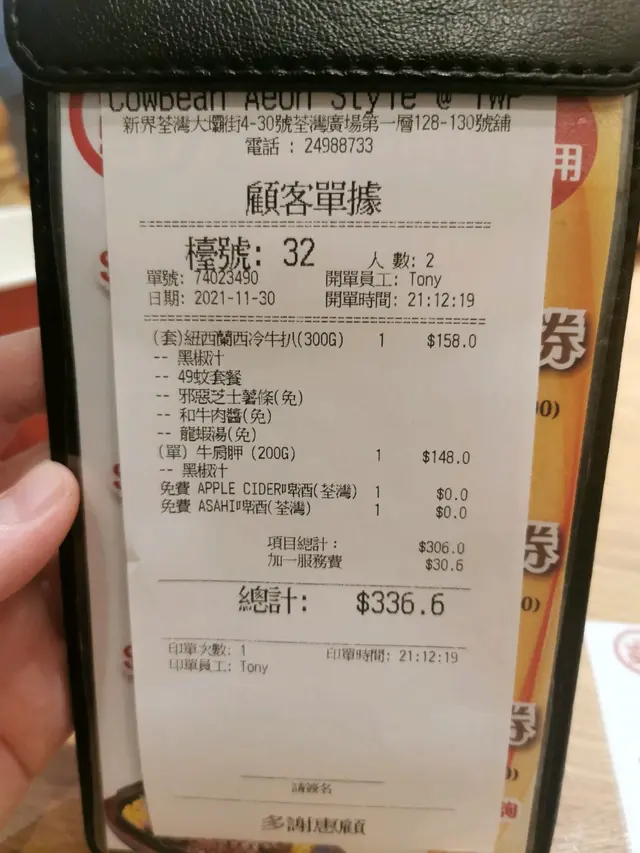 CowBean Aeon Style @ TWP
新界荃灣大壩街4-30號荃灣廣場第一層128-130號舖
電話 : 24988733
用
顧客單據
檯號: 32
人 數: 2
單號: 74023490
開單員工: Tony
日期: 2021-11-30
開單時間: 21:12:19
(套)紐西蘭西冷牛扒(300G) 1 $158.0
-- 黑椒汁
-- 49蚊套餐
-- 邪惡芝士薯條(免)
-- 和牛肉醬(免)
-- 龍蝦湯(免)
(單) 牛肩胛 (200G) 1 $148.0
-- 黑椒汁
免費 APPLE CIDER啤酒(荃灣) 1 $0.0
免費 ASAHI啤酒(荃灣) 1 $0.0
項目總計: $306.0
加一服務費 $30.6
總計: $336.6
印單次數: 1
印單時間: 21:12:19
印單員工: Tony
請簽名
多謝惠顧
券
券
券